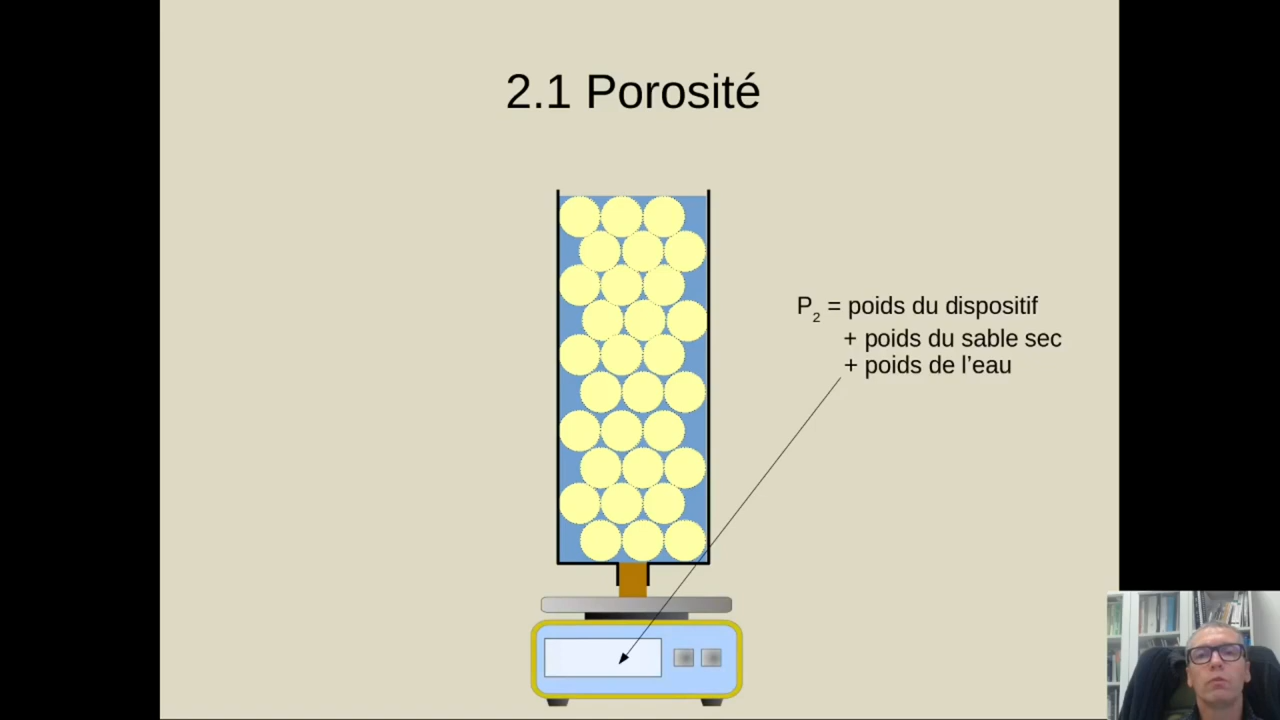 2.1 Porosité
P2 = poids du dispositif
+ poids du sable sec
+ poids de l’eau